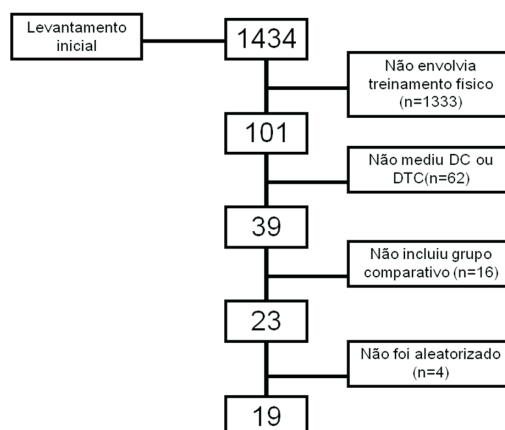 Levantamento
inicial
1434
Não envolvia
treinamento fisico
(n=1333)
101
Não mediu DC ou
DTC(n=62)
39
Não incluiu grupo
comparativo (n=16)
23
Não foi aleatorizado
(n=4)
19